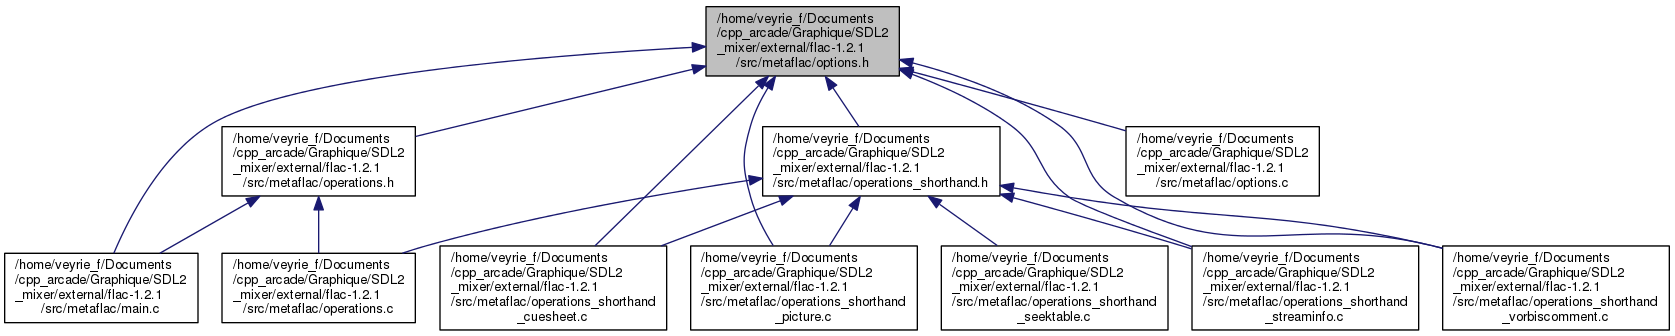 /home/veyrie_f/Documents
/cpp_arcade/Graphique/SDL2
_mixer/external/flac-1.2.1
/src/metaflac/options.h
/home/veyrie_f/Documents
/cpp_arcade/Graphique/SDL2
_mixer/external/flac-1.2.1
/src/metaflac/operations.h
/home/veyrie_f/Documents
/cpp_arcade/Graphique/SDL2
_mixer/external/flac-1.2.1
/src/metaflac/operations_shorthand.h
/home/veyrie_f/Documents
/cpp_arcade/Graphique/SDL2
_mixer/external/flac-1.2.1
/src/metaflac/options.c
/home/veyrie_f/Documents
/cpp_arcade/Graphique/SDL2
_mixer/external/flac-1.2.1
/src/metaflac/main.c
/home/veyrie_f/Documents
/cpp_arcade/Graphique/SDL2
_mixer/external/flac-1.2.1
/src/metaflac/operations.c
/home/veyrie_f/Documents
/cpp_arcade/Graphique/SDL2
_mixer/external/flac-1.2.1
/src/metaflac/operations_shorthand
_cuesheet.c
/home/veyrie_f/Documents
/cpp_arcade/Graphique/SDL2
_mixer/external/flac-1.2.1
/src/metaflac/operations_shorthand
_picture.c
/home/veyrie_f/Documents
/cpp_arcade/Graphique/SDL2
_mixer/external/flac-1.2.1
/src/metaflac/operations_shorthand
_seektable.c
/home/veyrie_f/Documents
/cpp_arcade/Graphique/SDL2
_mixer/external/flac-1.2.1
/src/metaflac/operations_shorthand
_streaminfo.c
/home/veyrie_f/Documents
/cpp_arcade/Graphique/SDL2
_mixer/external/flac-1.2.1
/src/metaflac/operations_shorthand
_vorbiscomment.c